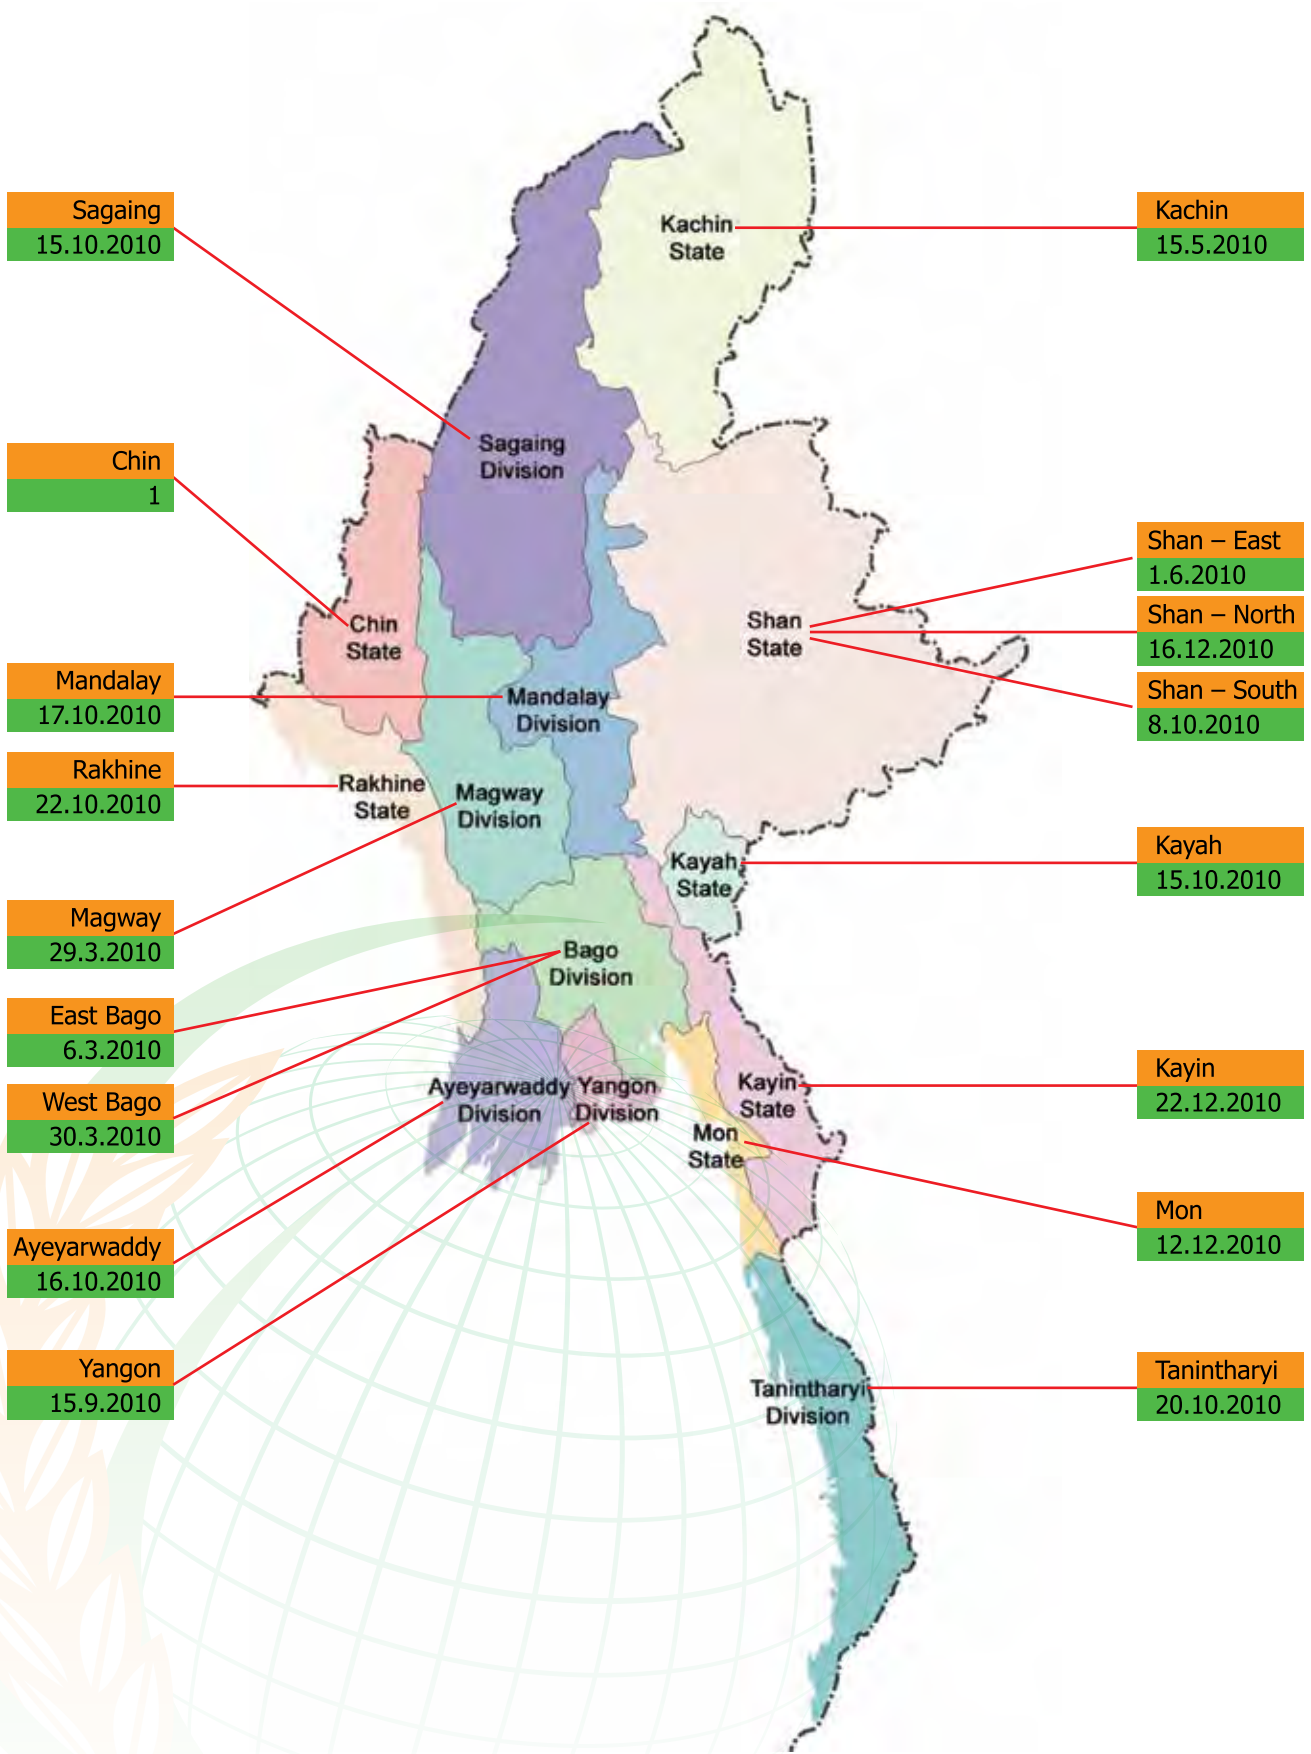 Sagaing
15.10.2010
Chin
1
Mandalay
17.10.2010
Rakhine
22.10.2010
Magway
29.3.2010
East Bago
6.3.2010
West Bago
30.3.2010
Ayeyarwaddy
16.10.2010
Yangon
15.9.2010
Kachin
State
Sagaing
Division
Chin
State
Shan
State
Mandalay
Division
Rakhine
State
Magway
Division
Kayah
State
Bago
Division
Ayeyarwaddy
Division
Yangon
Division
Kayin
State
Mon
State
Tanintharyi
Division
Kachin
15.5.2010
Shan – East
1.6.2010
Shan – North
16.12.2010
Shan – South
8.10.2010
Kayah
15.10.2010
Kayin
22.12.2010
Mon
12.12.2010
Tanintharyi
20.10.2010